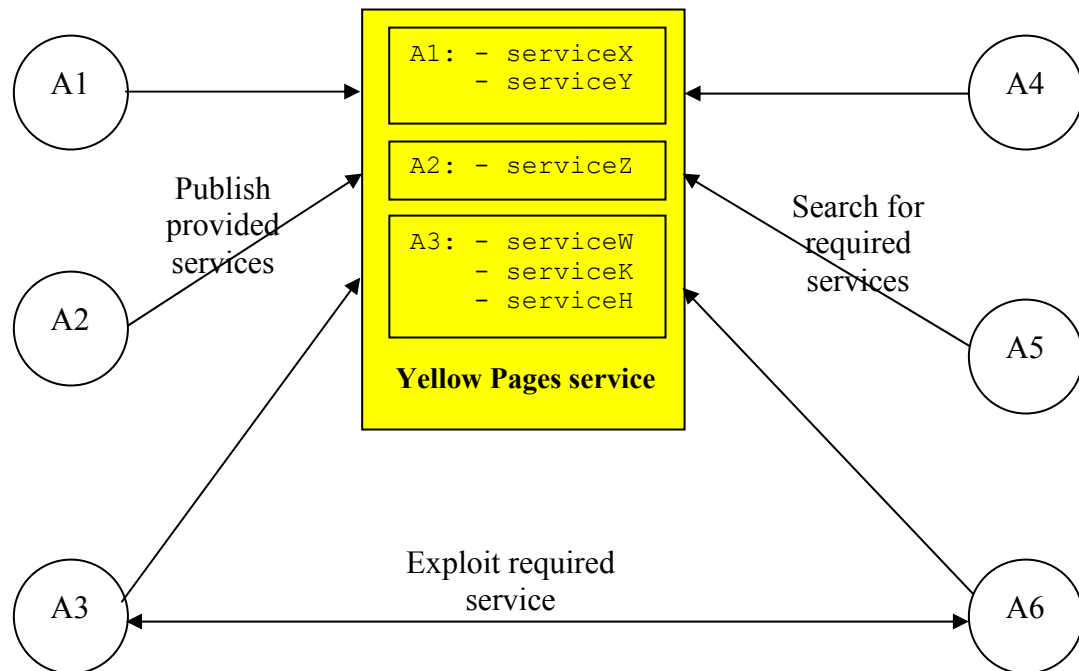 A1
A1: - serviceX
- serviceY
A4
A2: - serviceZ
Publish
provided
services
Search for
required
services
A3: - serviceW
- serviceK
- serviceH
A2
A5
Yellow Pages service
Exploit required
service
A3
A6